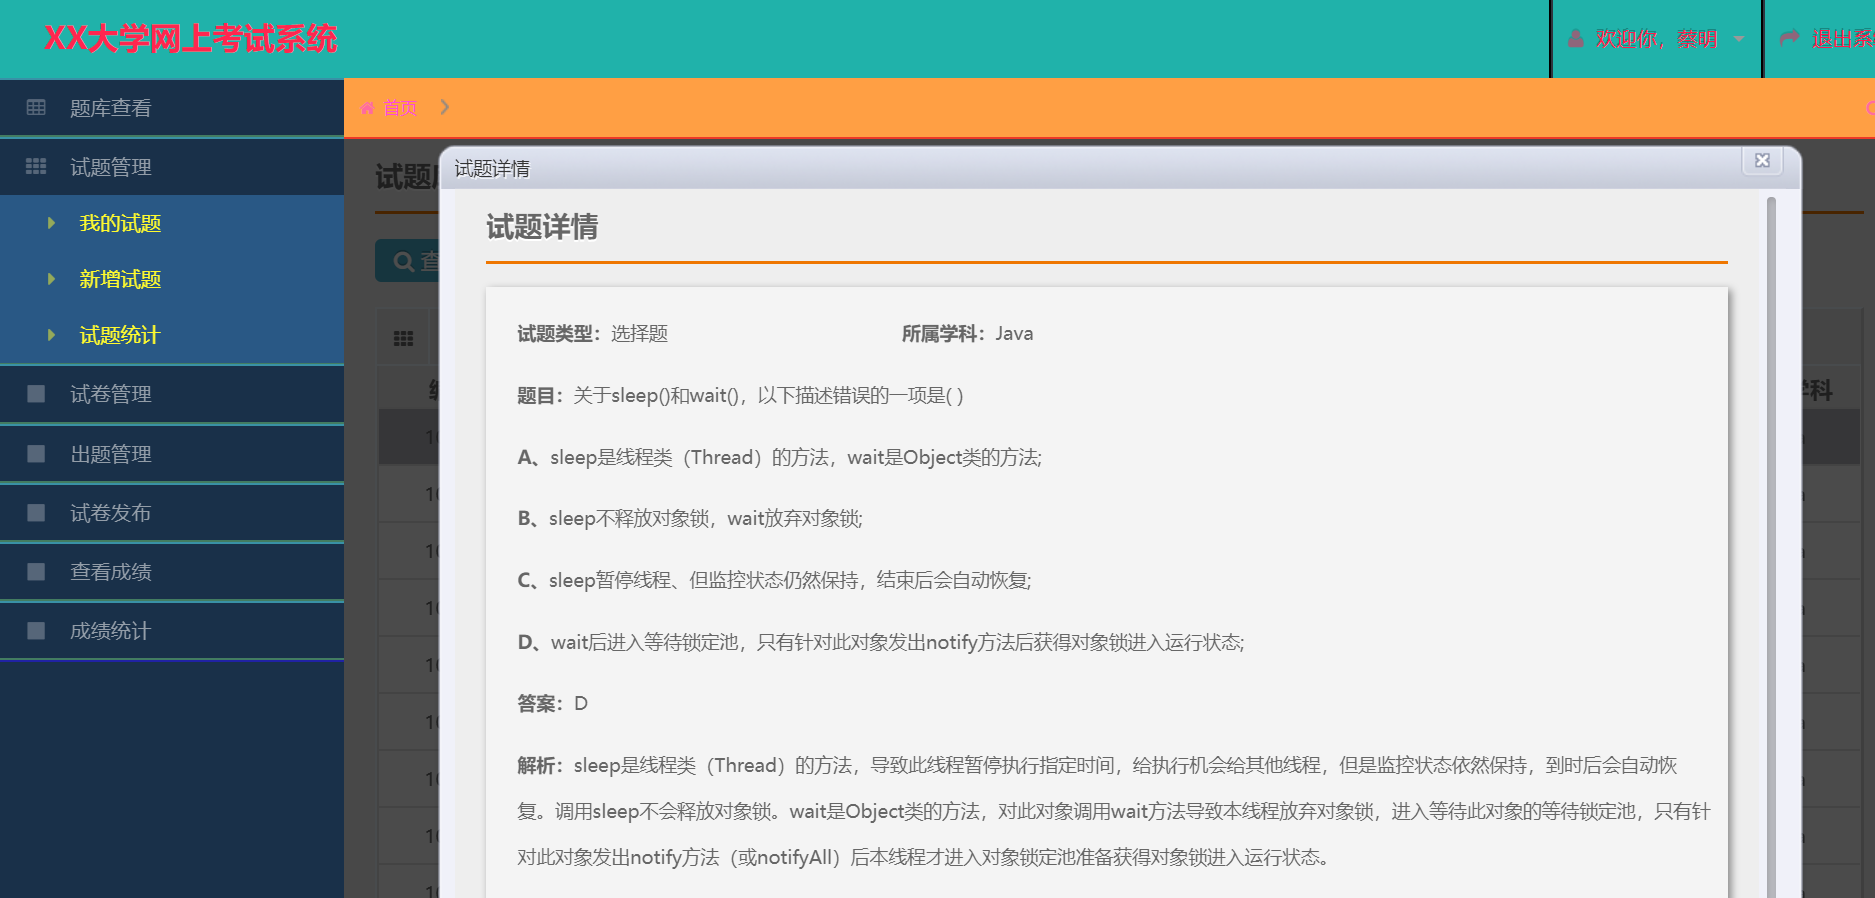 XX大学网上考试系统
欢迎你，蔡明
退出系
题库查看
试题管理
我的试题
新增试题
试题统计
试卷管理
出题管理
试卷发布
查看成绩
成绩统计
首页
试题
查
学科
试题详情
试题详情
试题类型：选择题 所属学科：Java
题目：关于sleep()和wait()，以下描述错误的一项是( )
A、sleep是线程类（Thread）的方法，wait是Object类的方法;
B、sleep不释放对象锁，wait放弃对象锁;
C、sleep暂停线程、但监控状态仍然保持，结束后会自动恢复;
D、wait后进入等待锁定池，只有针对此对象发出notify方法后获得对象锁进入运行状态;
答案：D
解析：sleep是线程类（Thread）的方法，导致此线程暂停执行指定时间，给执行机会给其他线程，但是监控状态依然保持，到时后会自动恢
复。调用sleep不会释放对象锁。wait是Object类的方法，对此对象调用wait方法导致本线程放弃对象锁，进入等待此对象的等待锁定池，只有针
对此对象发出notify方法（或notifyAll）后本线程才进入对象锁定池准备获得对象锁进入运行状态。